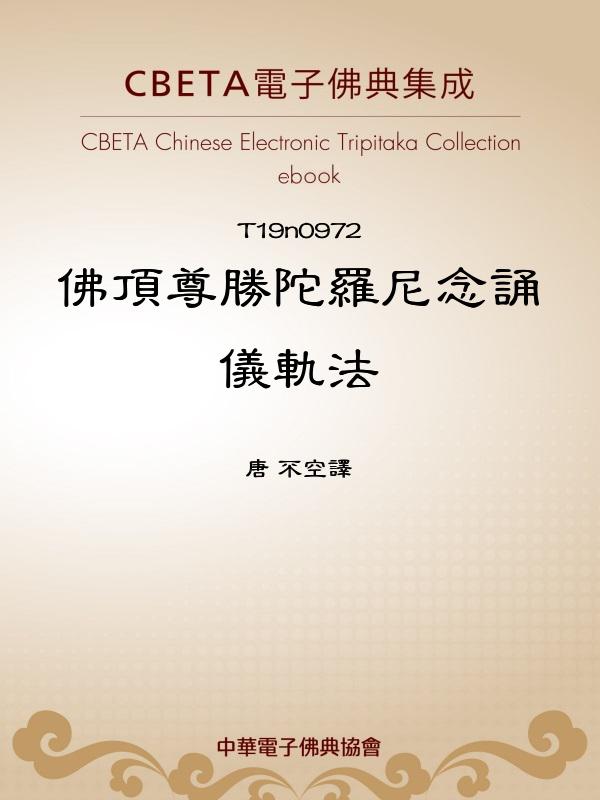 CBETA電子佛典集成
CBETA Chinese Electronic Tripitaka Collection
ebook
T19n0972
佛頂尊勝陀羅尼念誦
儀軌法
唐 不空譯
中華電子佛典協會